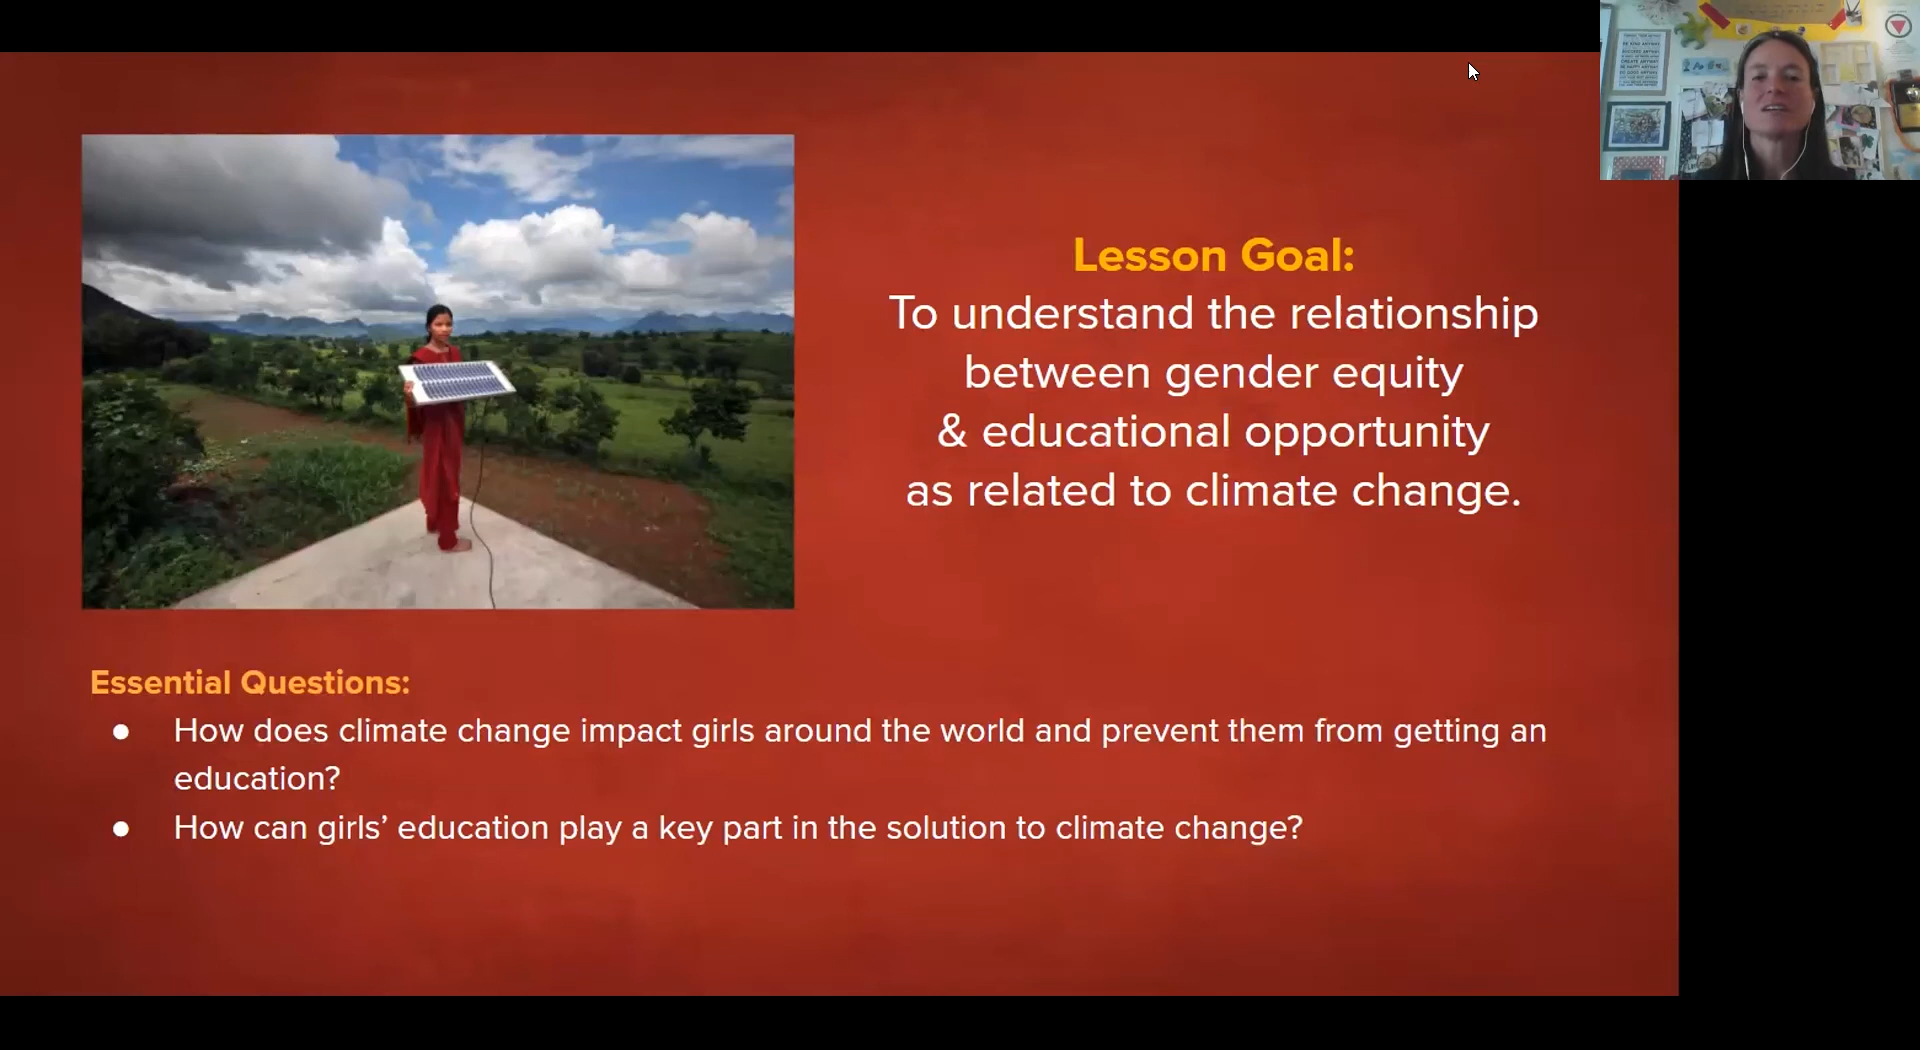 Lesson Goal:
To understand the relationship
between gender equity
& educational opportunity
as related to climate change.
Essential Questions:
● How does climate change impact girls around the world and prevent them from getting an
education?
● How can girls’ education play a key part in the solution to climate change?